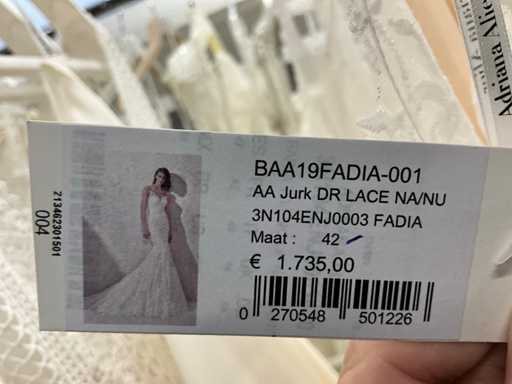 Adriana Alie
BAA19FADIA-001
AA Jurk DR LACE NA/NU
3N104ENJ0003 FADIA
Maat : 42
€ 1.735,00
0 270548 501226
213462301501
004